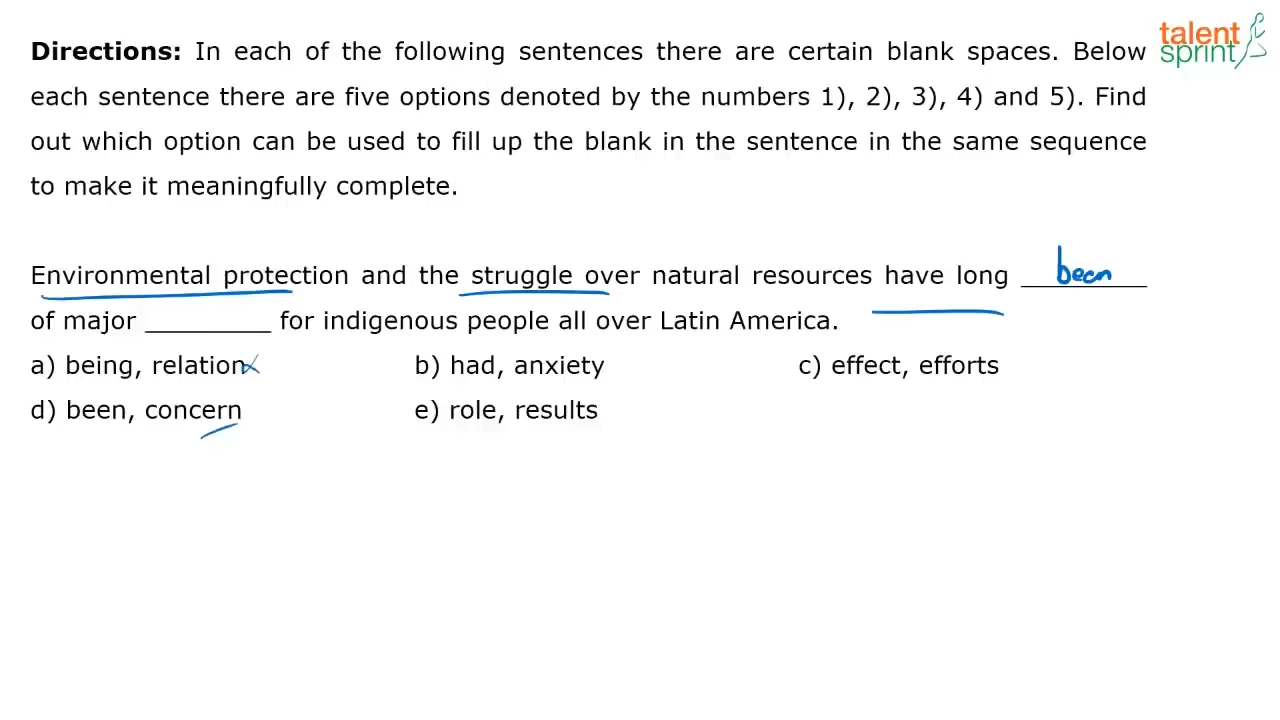 talent
sprint
Directions: In each of the following sentences there are certain blank spaces. Below
each sentence there are five options denoted by the numbers 1), 2), 3), 4) and 5). Find
out which option can be used to fill up the blank in the sentence in the same sequence
to make it meaningfully complete.
Environmental protection and the struggle over natural resources have long been
of major __________ for indigenous people all over Latin America.
a) being, relation b) had, anxiety c) effect, efforts
d) been, concern e) role, results